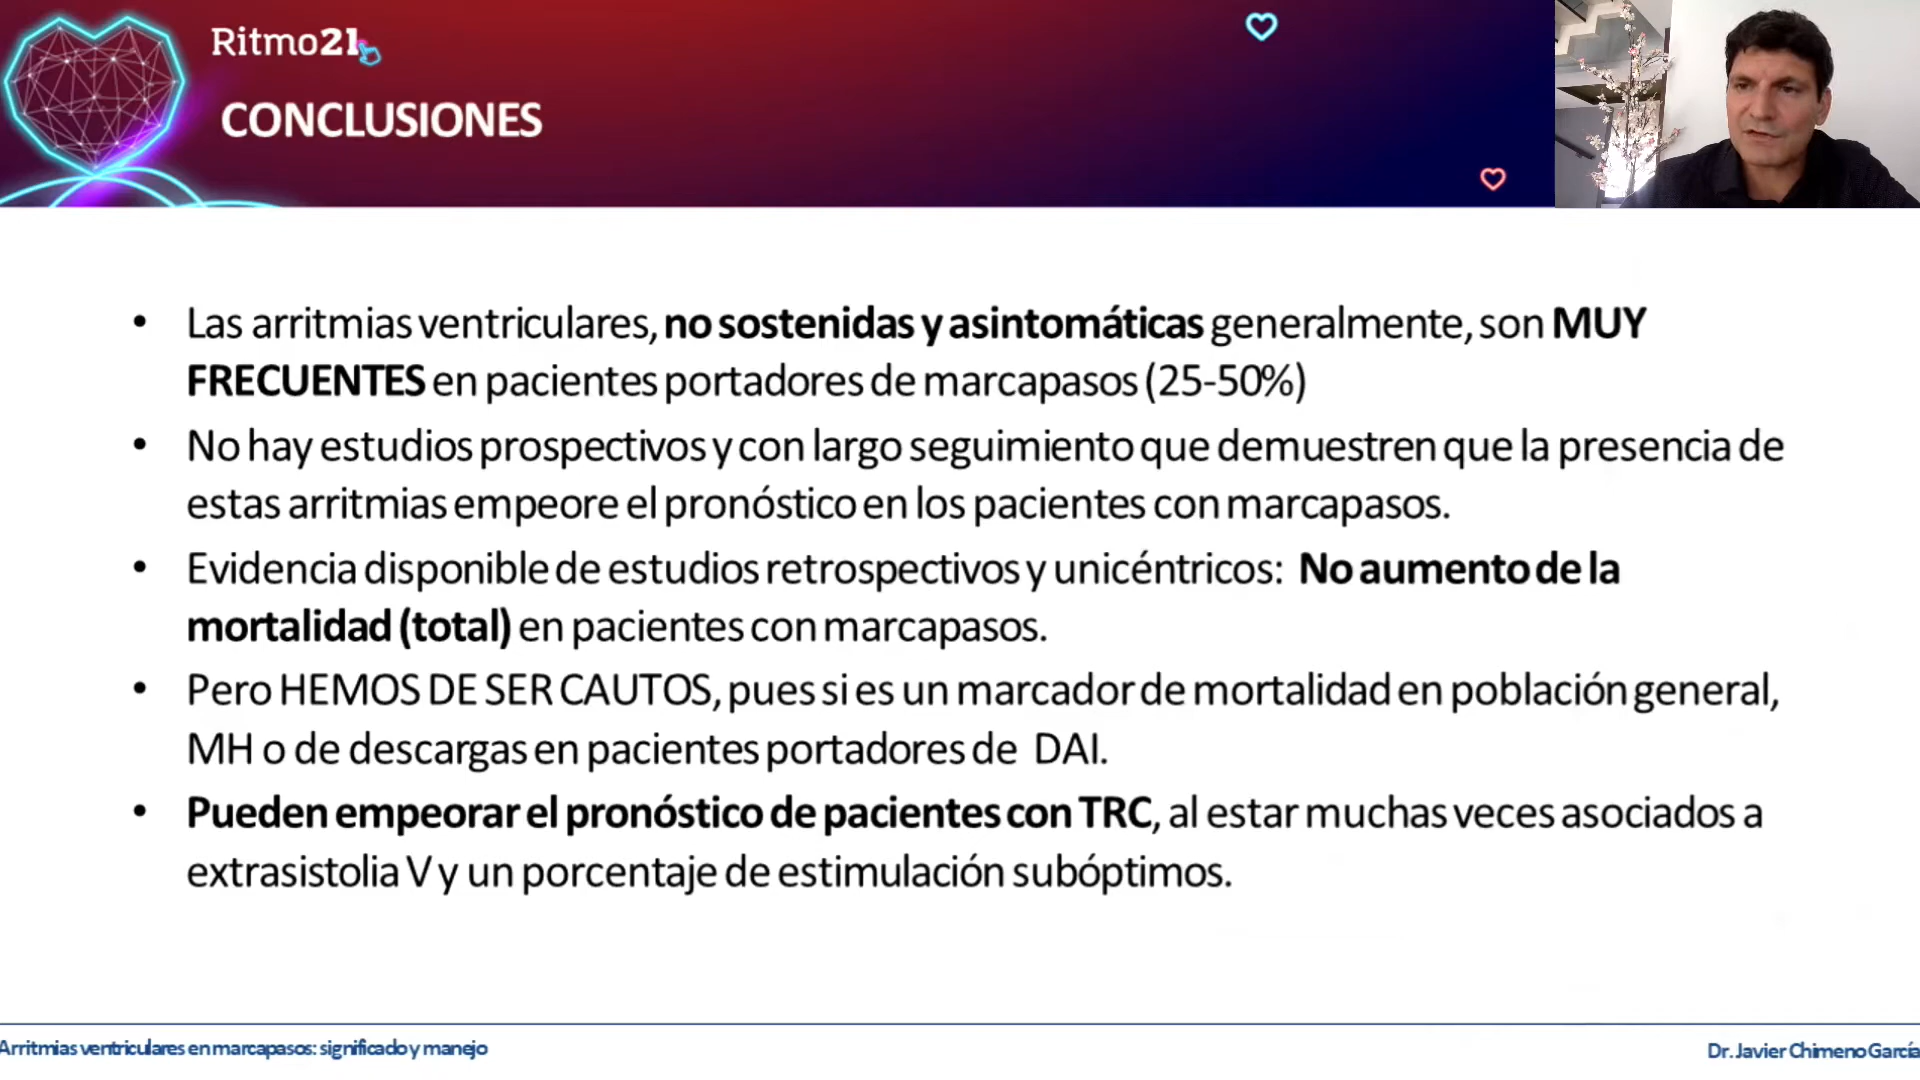 Ritmo21
CONCLUSIONES
• Las arritmias ventriculares, no sostenidas y asintomáticas generalmente, son MUY
FRECUENTES en pacientes portadores de marcapasos (25-50%)
• No hay estudios prospectivos y con largo seguimiento que demuestren que la presencia de
estas arritmias empeore el pronóstico en los pacientes con marcapasos.
• Evidencia disponible de estudios retrospectivos y unicéntricos: No aumento de la
mortalidad (total) en pacientes con marcapasos.
• Pero HEMOS DE SER CAUTOS, pues si es un marcador de mortalidad en población general,
MH o de descargas en pacientes portadores de DAI.
• Pueden empeorar el pronóstico de pacientes con TRC, al estar muchas veces asociados a
extrasistolia V y un porcentaje de estimulación subóptimos.
Arritmias ventriculares en marcapasos: significado y manejo
Dr. Javier Chimeno García